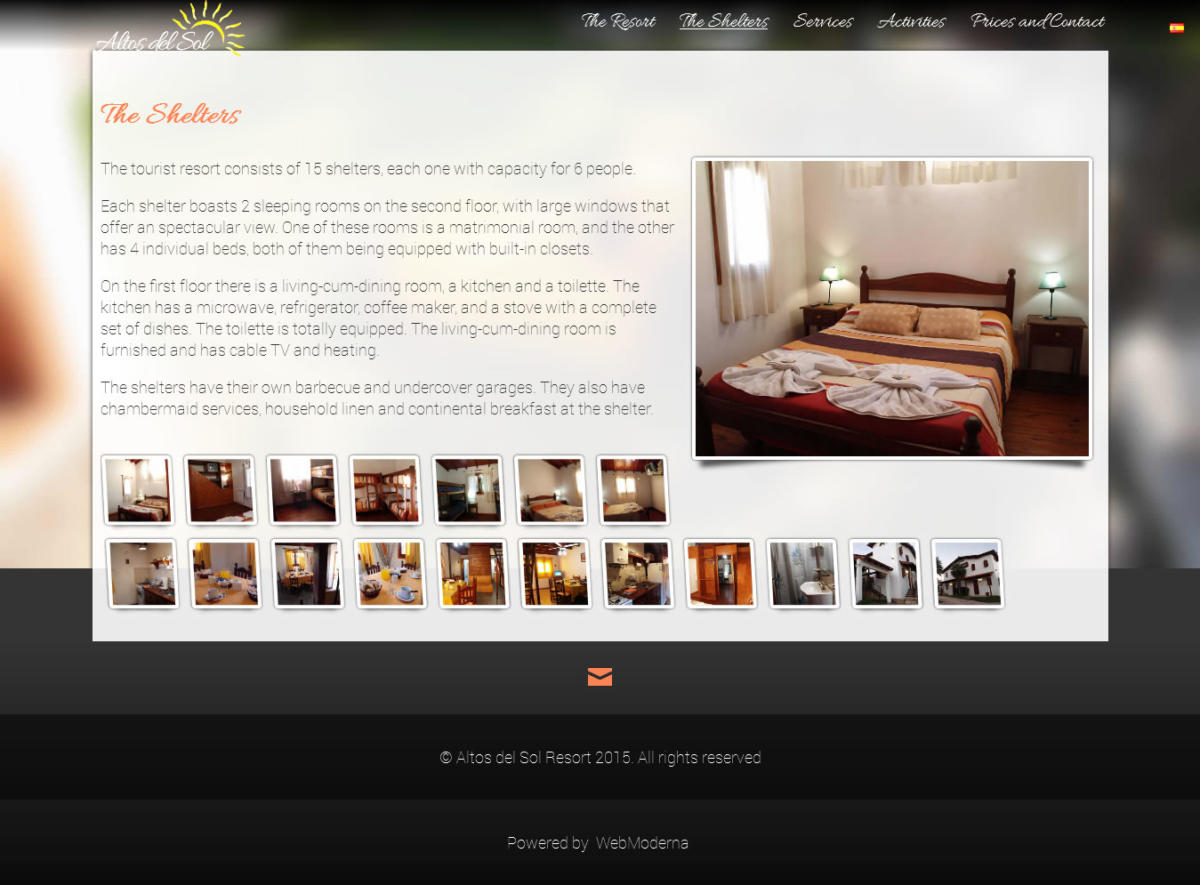 Altos del Sol
The Resort
The Shelters
Services
Activities
Prices and Contact
The Shelters
The tourist resort consists of 15 shelters, each one with capacity for 6 people.
Each shelter boasts 2 sleeping rooms on the second floor, with large windows that
offer an spectacular view. One of these rooms is a matrimonial room, and the other
has 4 individual beds, both of them being equipped with built-in closets.
On the first floor there is a living-cum-dining room, a kitchen and a toilette. The
kitchen has a microwave, refrigerator, coffee maker, and a stove with a complete
set of dishes. The toilette is totally equipped. The living-cum-dining room is
furnished and has cable TV and heating.
The shelters have their own barbecue and undercover garages. They also have
chambermaid services, household linen and continental breakfast at the shelter.
© Altos del Sol Resort 2015. All rights reserved
Powered by WebModerna